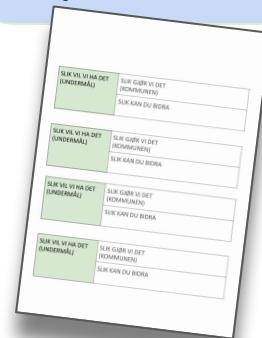 SLIK VIL VI HA DET
(UNDERMÅL)
SLIK GJØR VI DET
(KOMMUNEN)
SLIK KAN DU BIDRA
SLIK VIL VI HA DET
(UNDERMÅL)
SLIK GJØR VI DET
(KOMMUNEN)
SLIK KAN DU BIDRA
SLIK VIL VI HA DET
(UNDERMÅL)
SLIK GJØR VI DET
(KOMMUNEN)
SLIK KAN DU BIDRA
SLIK VIL VI HA DET
(UNDERMÅL)
SLIK GJØR VI DET
(KOMMUNEN)
SLIK KAN DU BIDRA